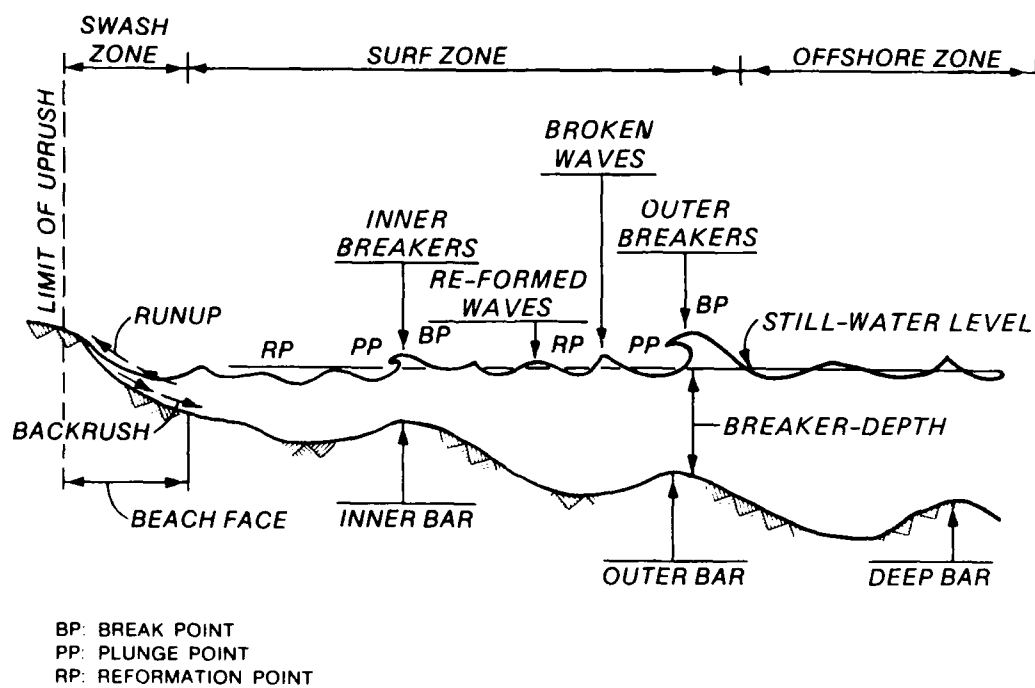 SWASH
ZONE
SURF ZONE
OFFSHORE ZONE
LIMIT OF UPRUSH
BROKEN
WAVES
INNER
BREAKERS
OUTER
BREAKERS
RE-FORMED
WAVES
BP
BP
RUNUP
STILL-WATER LEVEL
RP
PP
RP
PP
BACKRUSH
BREAKER-DEPTH
BEACH FACE
INNER BAR
OUTER BAR
DEEP BAR
BP: BREAK POINT
PP: PLUNGE POINT
RP: REFORMATION POINT